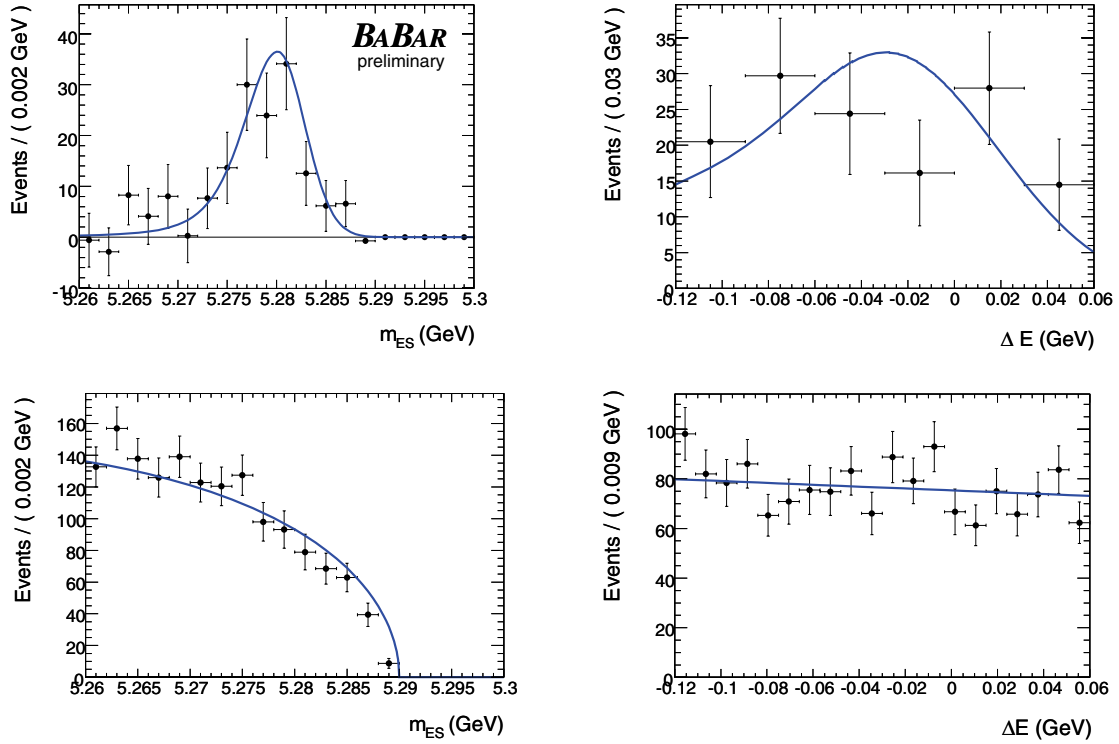 Events / ( 0.002 GeV )
40
30
20
10
0
-10
BABAR
preliminary
5.26 5.265 5.27 5.275 5.28 5.285 5.29 5.295 5.3
m_ES (GeV)
Events / ( 0.03 GeV )
35
30
25
20
15
10
5
0
-0.12 -0.1 -0.08 -0.06 -0.04 -0.02 0 0.02 0.04 0.06
Δ E (GeV)
Events / ( 0.002 GeV )
160
140
120
100
80
60
40
20
0
5.26 5.265 5.27 5.275 5.28 5.285 5.29 5.295 5.3
m_ES (GeV)
Events / ( 0.009 GeV )
100
80
60
40
20
0
-0.12 -0.1 -0.08 -0.06 -0.04 -0.02 0 0.02 0.04 0.06
ΔE (GeV)